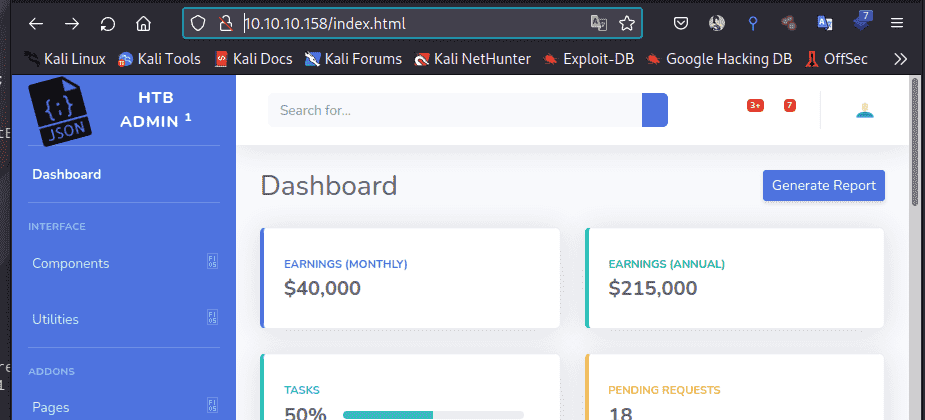 7
10.10.10.158/index.html
Kali Linux Kali Tools Kali Docs Kali Forums Kali NetHunter Exploit-DB Google Hacking DB OffSec
{;}
JSON
HTB
ADMIN 1
Search for...
3+ 7
Dashboard
Dashboard
Generate Report
INTERFACE
Components
Utilities
ADDONS
Pages
EARNINGS (MONTHLY)
$40,000
EARNINGS (ANNUAL)
$215,000
TASKS
50%
PENDING REQUESTS
18